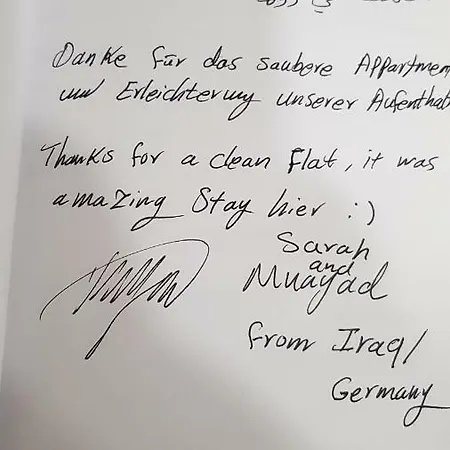 Danke für das saubere Appartmen
und Erleichterung unserer Aufenthal
Thanks for a clean flat, it was
amazing stay hier :)
Sarah
and
Muayad
from Iraq/
Germany